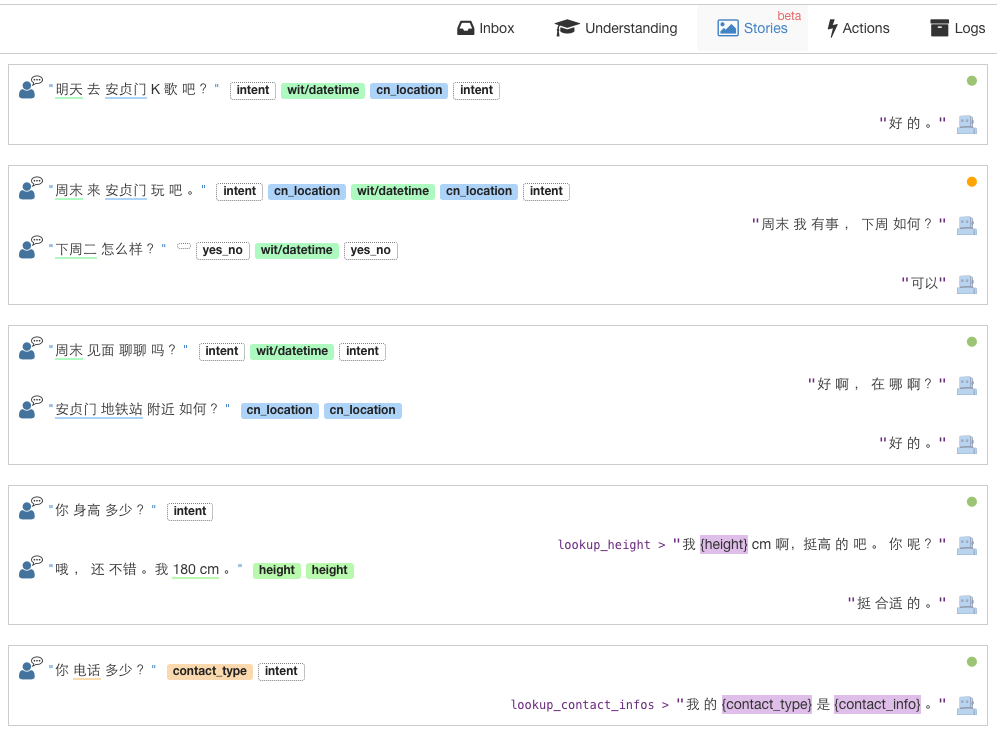 Inbox Understanding Stories beta Actions Logs
"明天 去 安贞门 K 歌 吧 ? " intent wit/datetime cn_location intent
"好 的 。"
"周末 来 安贞门 玩 吧 。" intent cn_location wit/datetime cn_location intent
"周末 我 有事 ， 下周 如何 ? "
"下周二 怎么样 ? " yes_no wit/datetime yes_no
"可以"
"周末 见面 聊聊 吗 ? " intent wit/datetime intent
"好 啊 ， 在 哪 啊 ? "
"安贞门 地铁站 附近 如何 ? " cn_location cn_location
"好 的 。"
"你 身高 多少 ? " intent
lookup_height > "我 {height} cm 啊, 挺高 的 吧 。 你 呢 ? "
"哦 ， 还 不错 。我 180 cm 。" height height
"挺 合适 的 。"
"你 电话 多少 ? " contact_type intent
lookup_contact_infos > "我 的 {contact_type} 是 {contact_info} 。"